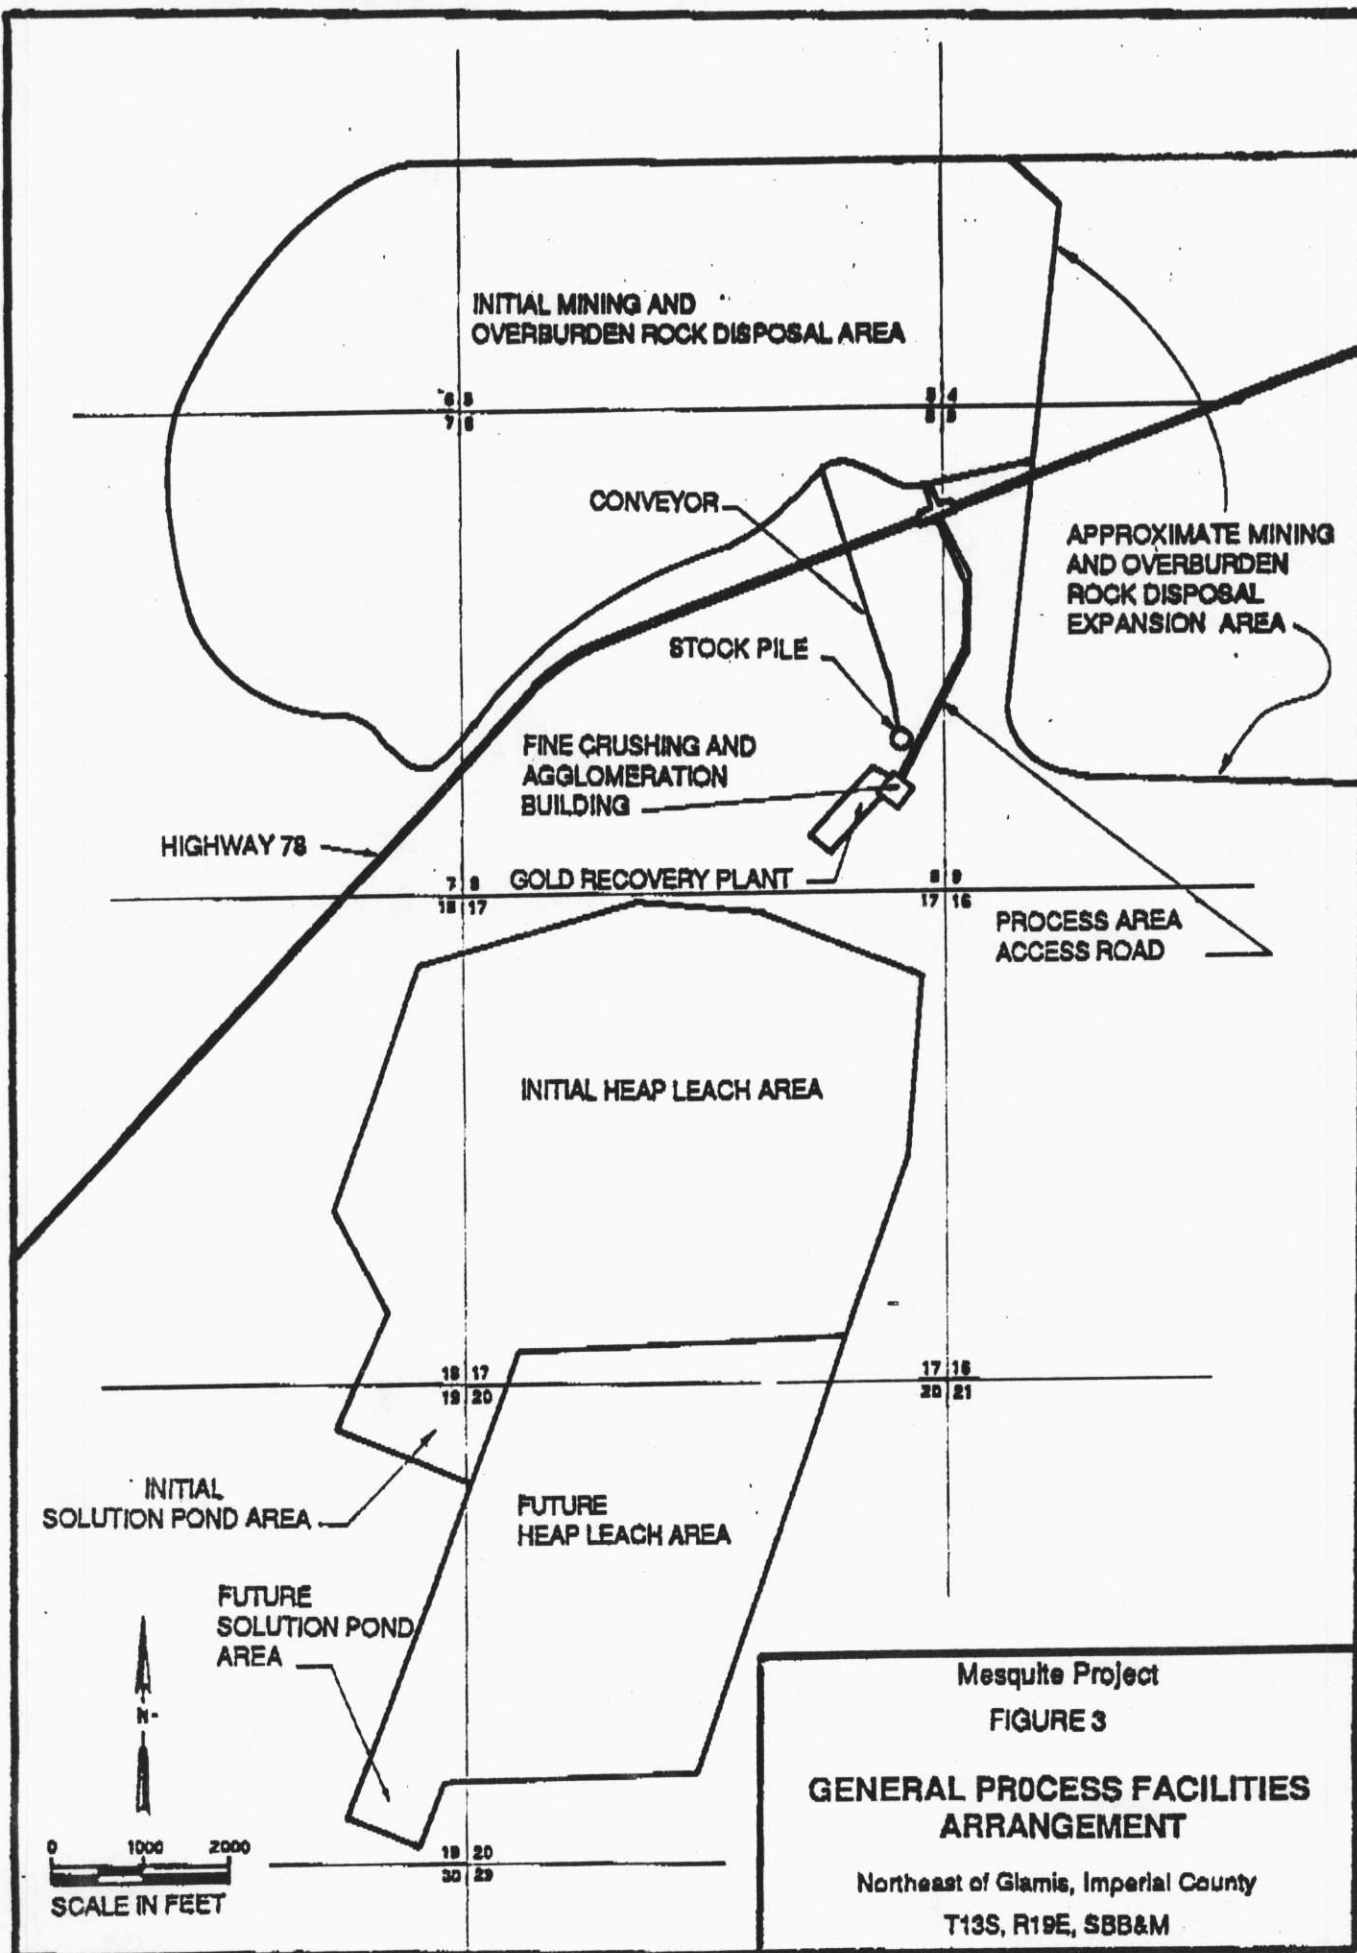 INITIAL MINING AND
OVERBURDEN ROCK DISPOSAL AREA
6 5
5 4
7 8
CONVEYOR
APPROXIMATE MINING
AND OVERBURDEN
ROCK DISPOSAL
EXPANSION AREA
STOCK PILE
FINE CRUSHING AND
AGGLOMERATION
BUILDING
HIGHWAY 78
GOLD RECOVERY PLANT
7 8
18 17
8 9
17 16
PROCESS AREA
ACCESS ROAD
INITIAL HEAP LEACH AREA
18 17
19 20
17 16
20 21
INITIAL
SOLUTION POND AREA
FUTURE
HEAP LEACH AREA
FUTURE
SOLUTION POND
AREA
N
0 1000 2000
SCALE IN FEET
19 20
30 29
Mesquite Project
FIGURE 3
GENERAL PROCESS FACILITIES
ARRANGEMENT
Northeast of Glamis, Imperial County
T13S, R19E, SBB&M